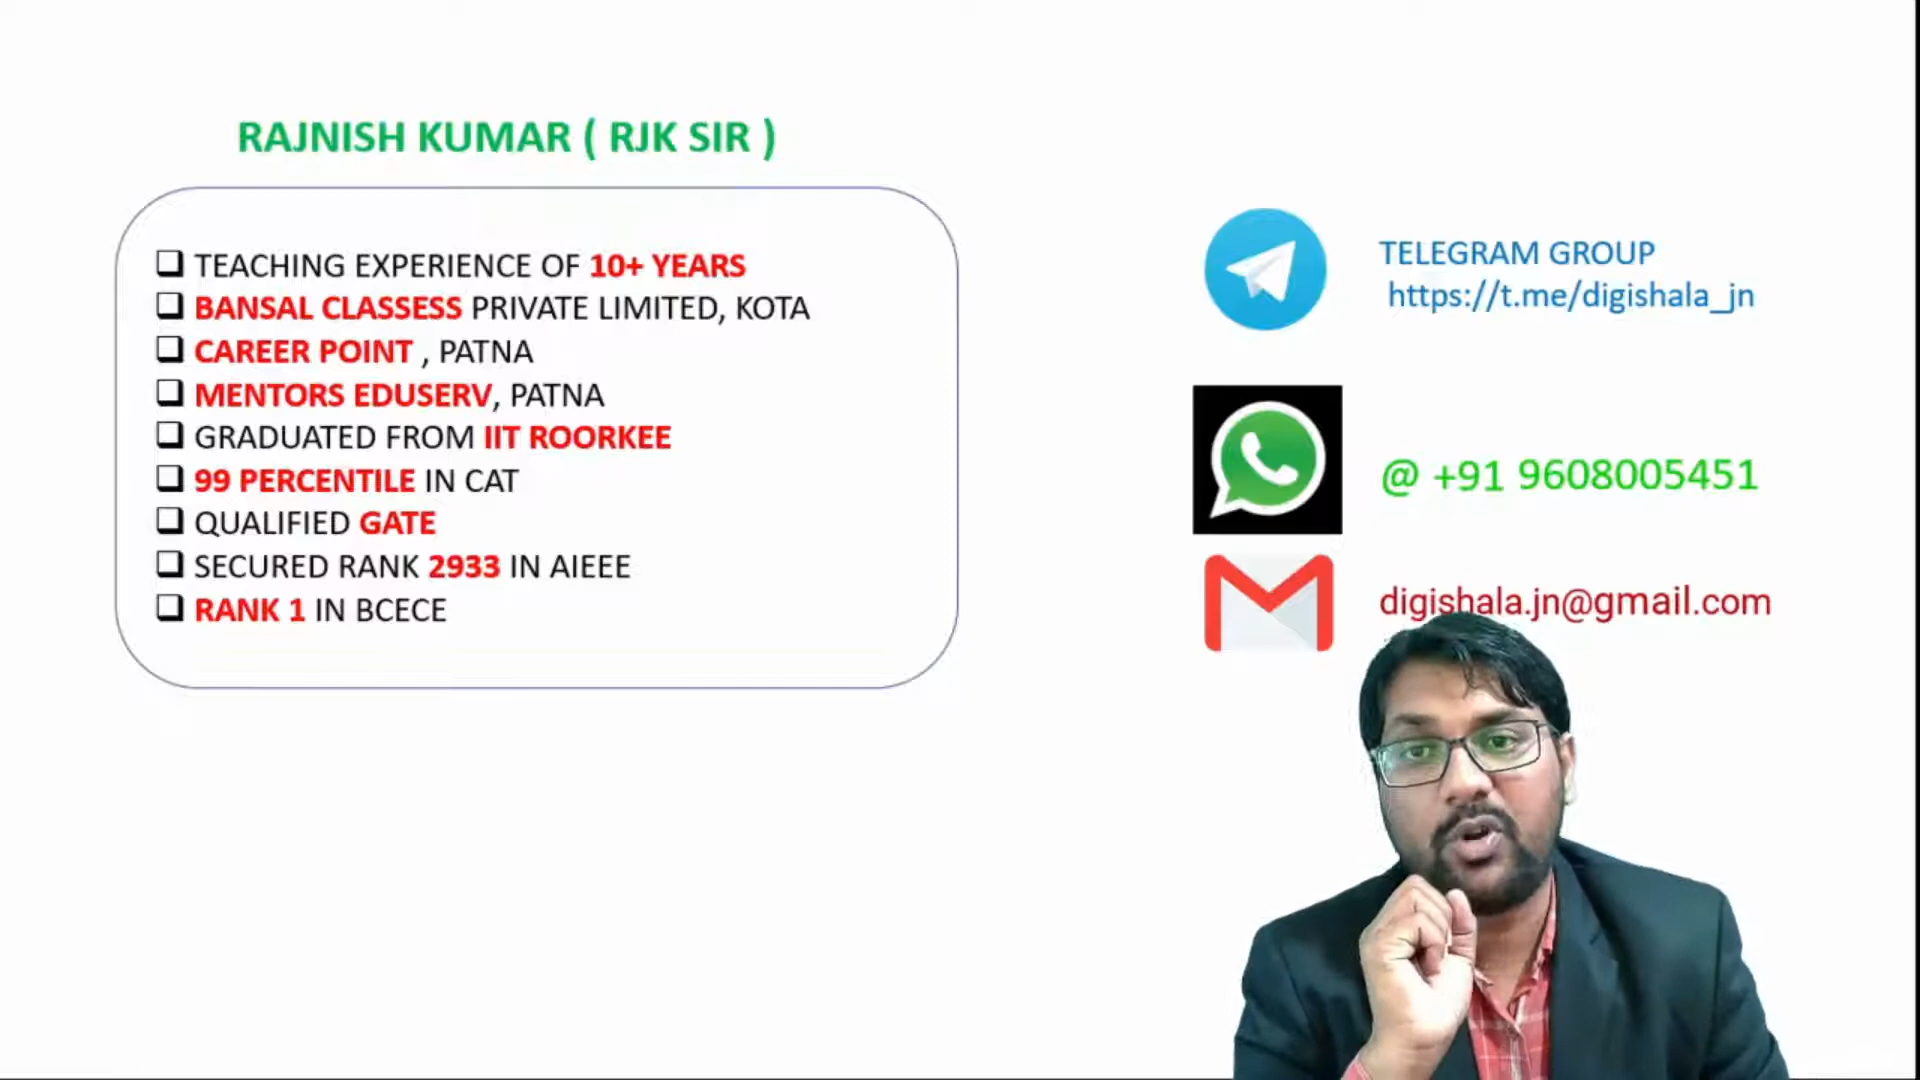 RAJNISH KUMAR ( RJK SIR )
TEACHING EXPERIENCE OF 10+ YEARS
BANSAL CLASSESS PRIVATE LIMITED, KOTA
CAREER POINT , PATNA
MENTORS EDUSERV, PATNA
GRADUATED FROM IIT ROORKEE
99 PERCENTILE IN CAT
QUALIFIED GATE
SECURED RANK 2933 IN AIEEE
RANK 1 IN BCECE
TELEGRAM GROUP
https://t.me/digishala_jn
@ +91 9608005451
digishala.jn@gmail.com